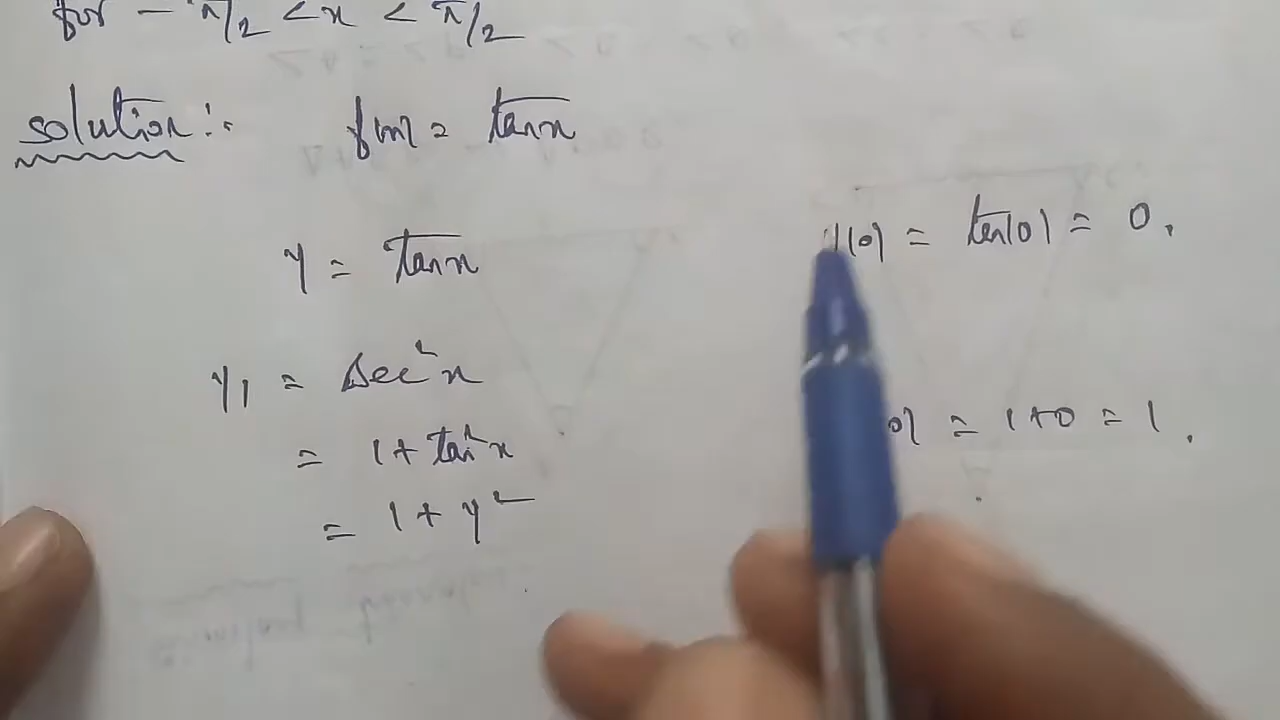 for - π/2 < x < π/2
solution :- f(x) = tan x
y = tan x
y(0) = tan(0) = 0,
y1 = sec²x
= 1 + tan²x
0) = 1+0 = 1.
= 1 + y²